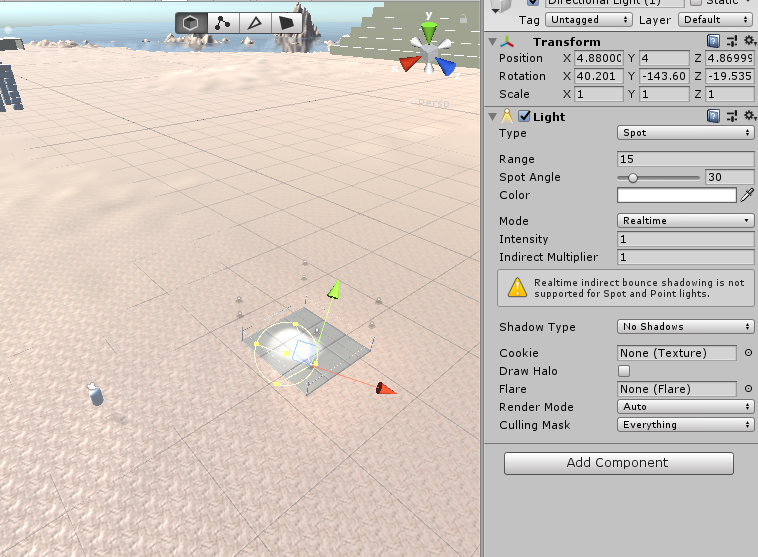 Directional Light (1) Static
Tag Untagged Layer Default
y
Persp
Transform
Position X 4.88000 Y 4 Z 4.86999
Rotation X 40.201 Y -143.60 Z -19.535
Scale X 1 Y 1 Z 1
Light
Type Spot
Range 15
Spot Angle 30
Color
Mode Realtime
Intensity 1
Indirect Multiplier 1
Realtime indirect bounce shadowing is not
supported for Spot and Point lights.
Shadow Type No Shadows
Cookie None (Texture)
Draw Halo
Flare None (Flare)
Render Mode Auto
Culling Mask Everything
Add Component